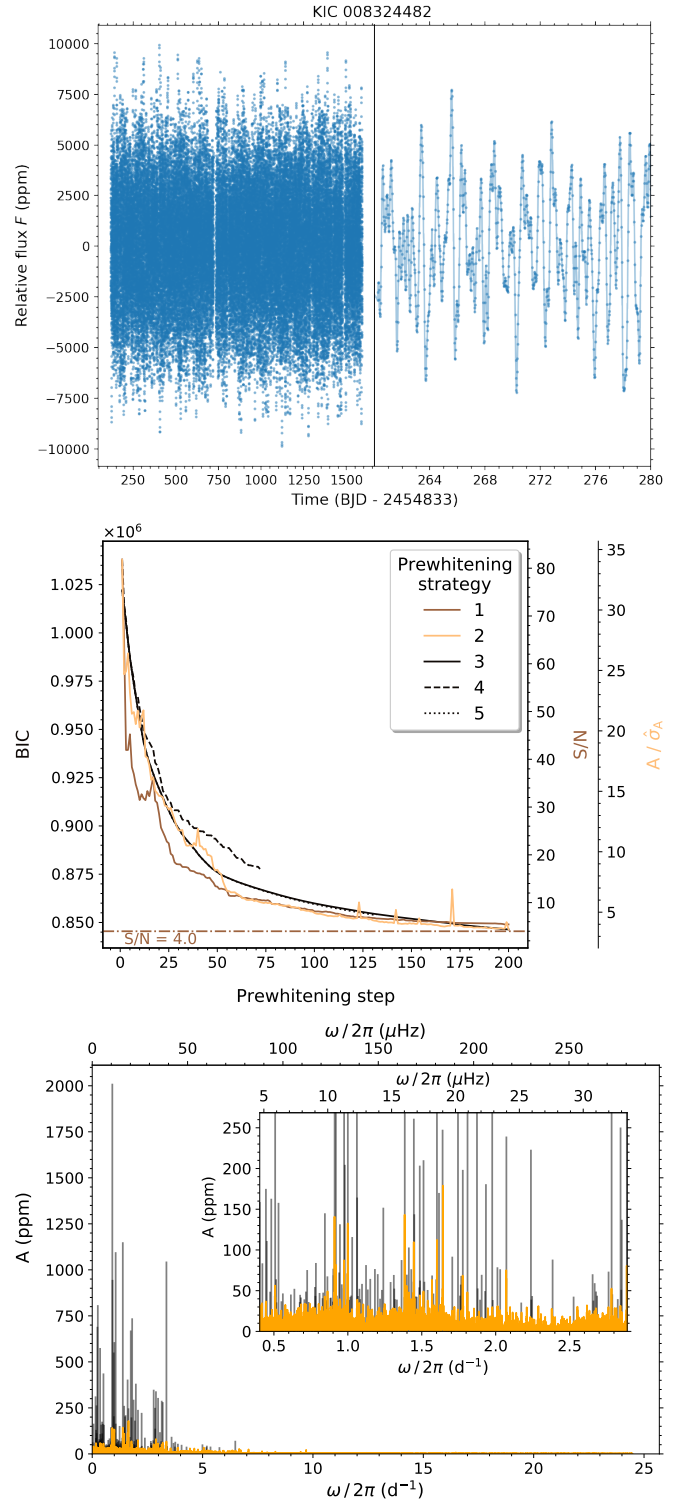 KIC 008324482
10000
7500
5000
2500
0
−2500
−5000
−7500
−10000
Relative flux F (ppm)
250 500 750 1000 1250 1500 264 268 272 276 280
Time (BJD - 2454833)
×10⁶
1.025
1.000
0.975
0.950
0.925
0.900
0.875
0.850
BIC
Prewhitening
strategy
1
2
3
4
5
80
70
60
50
40
30
20
10
S/N
35
30
25
20
15
10
5
A / σ̂_A
S/N = 4.0
0 25 50 75 100 125 150 175 200
Prewhitening step
ω/2π (μHz)
0 50 100 150 200 250
2000
1750
1500
1250
1000
750
500
250
0
A (ppm)
ω/2π (μHz)
5 10 15 20 25 30
250
200
150
100
50
0
A (ppm)
0.5 1.0 1.5 2.0 2.5
ω/2π (d⁻¹)
0 5 10 15 20 25
ω/2π (d⁻¹)